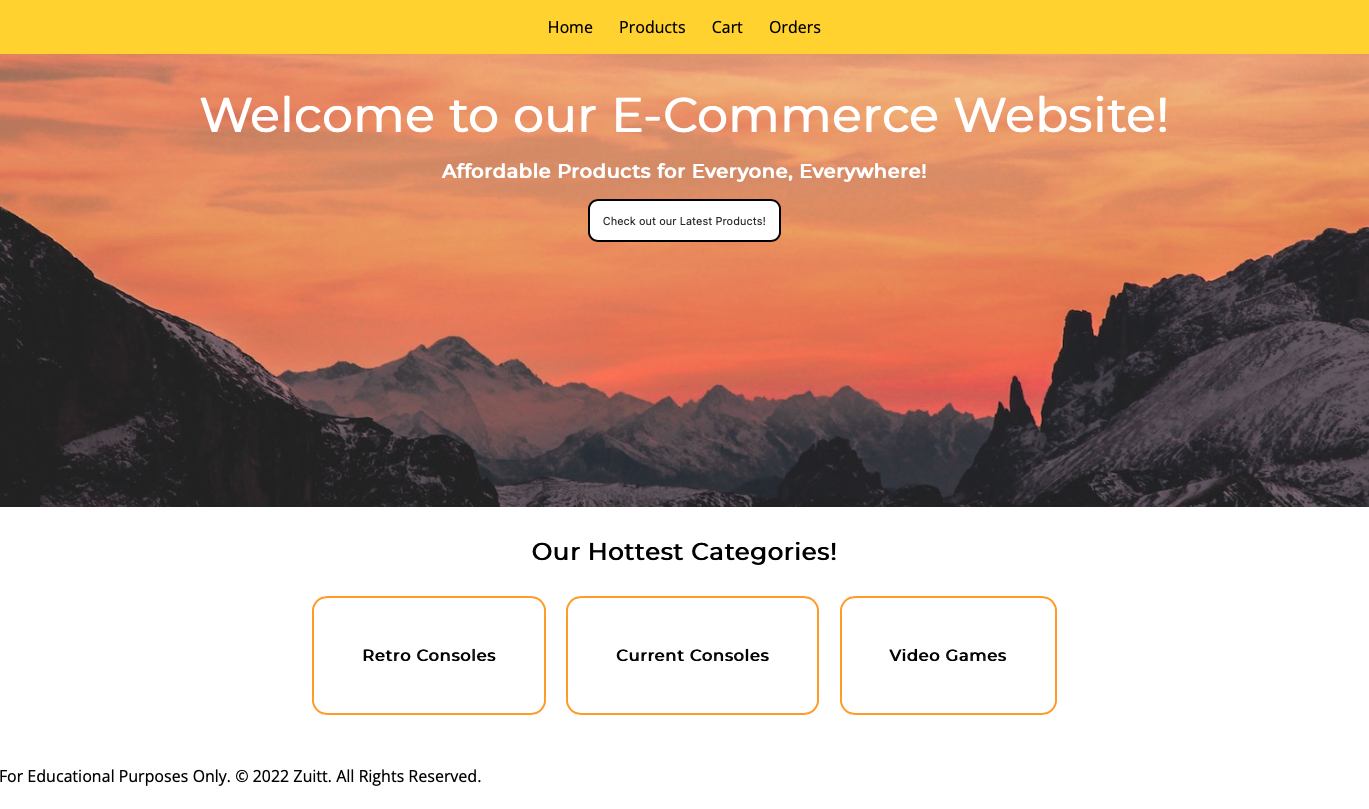 Home Products Cart Orders
Welcome to our E-Commerce Website!
Affordable Products for Everyone, Everywhere!
Check out our Latest Products!
Our Hottest Categories!
Retro Consoles
Current Consoles
Video Games
For Educational Purposes Only. © 2022 Zuitt. All Rights Reserved.